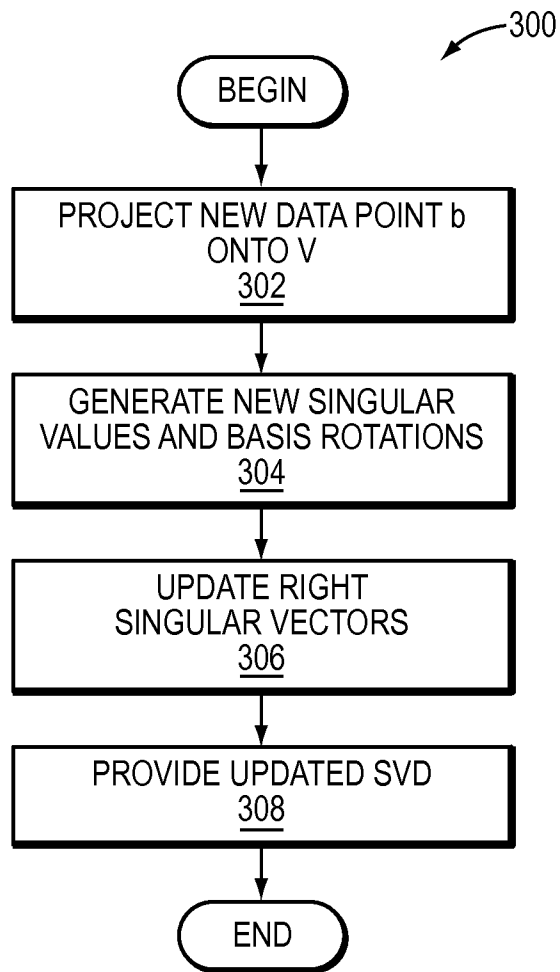 300
BEGIN
PROJECT NEW DATA POINT b
ONTO V
302
GENERATE NEW SINGULAR
VALUES AND BASIS ROTATIONS
304
UPDATE RIGHT
SINGULAR VECTORS
306
PROVIDE UPDATED SVD
308
END